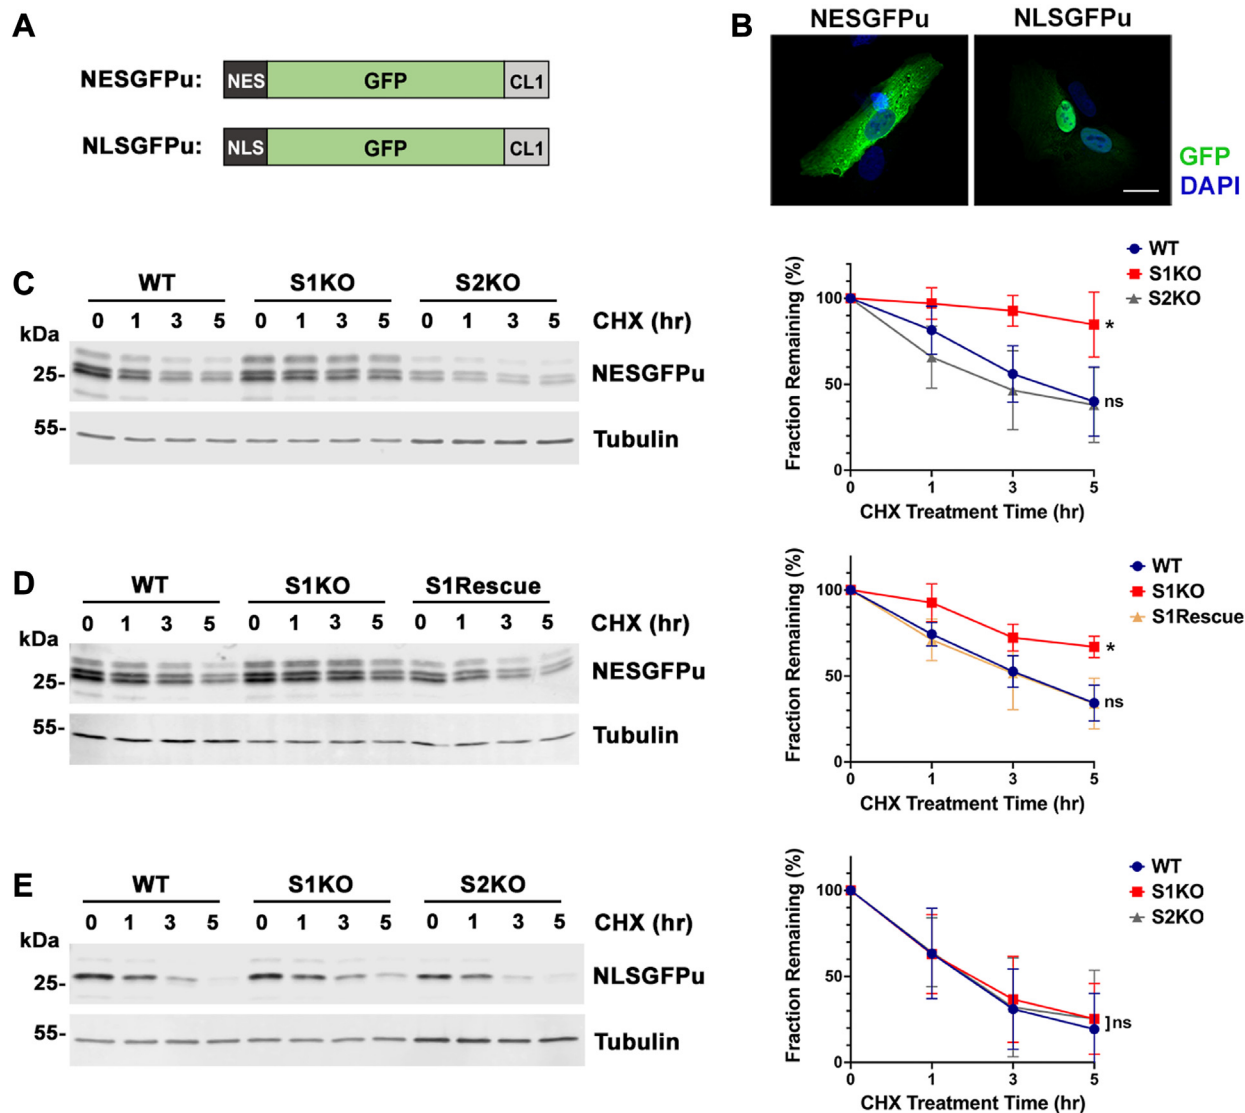 A
NESGFPu: NES GFP CL1
NLSGFPu: NLS GFP CL1
B
NESGFPu NLSGFPu
GFP
DAPI
C
WT S1KO S2KO
0 1 3 5 0 1 3 5 0 1 3 5 CHX (hr)
kDa
25- NESGFPu
55- Tubulin
WT
S1KO
S2KO
Fraction Remaining (%)
100
50
0
*
ns
0 1 3 5
CHX Treatment Time (hr)
D
WT S1KO S1Rescue
0 1 3 5 0 1 3 5 0 1 3 5 CHX (hr)
kDa
25- NESGFPu
55- Tubulin
WT
S1KO
S1Rescue
Fraction Remaining (%)
100
50
0
*
ns
0 1 3 5
CHX Treatment Time (hr)
E
WT S1KO S2KO
0 1 3 5 0 1 3 5 0 1 3 5 CHX (hr)
kDa
25- NLSGFPu
55- Tubulin
WT
S1KO
S2KO
Fraction Remaining (%)
100
50
0
]ns
0 1 3 5
CHX Treatment Time (hr)